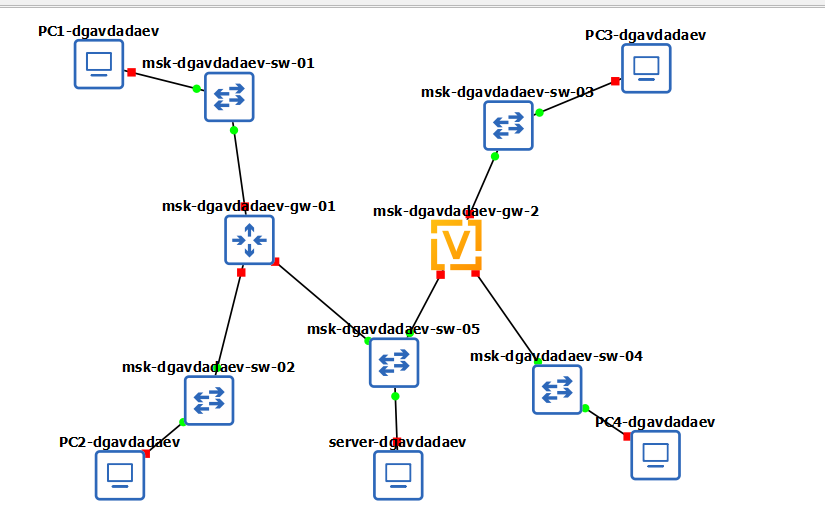 PC1-dgavdadaev
PC3-dgavdadaev
msk-dgavdadaev-sw-01
msk-dgavdadaev-sw-03
msk-dgavdadaev-gw-01
msk-dgavdadaev-gw-2
V
msk-dgavdadaev-sw-05
msk-dgavdadaev-sw-04
msk-dgavdadaev-sw-02
PC4-dgavdadaev
PC2-dgavdadaev
server-dgavdadaev